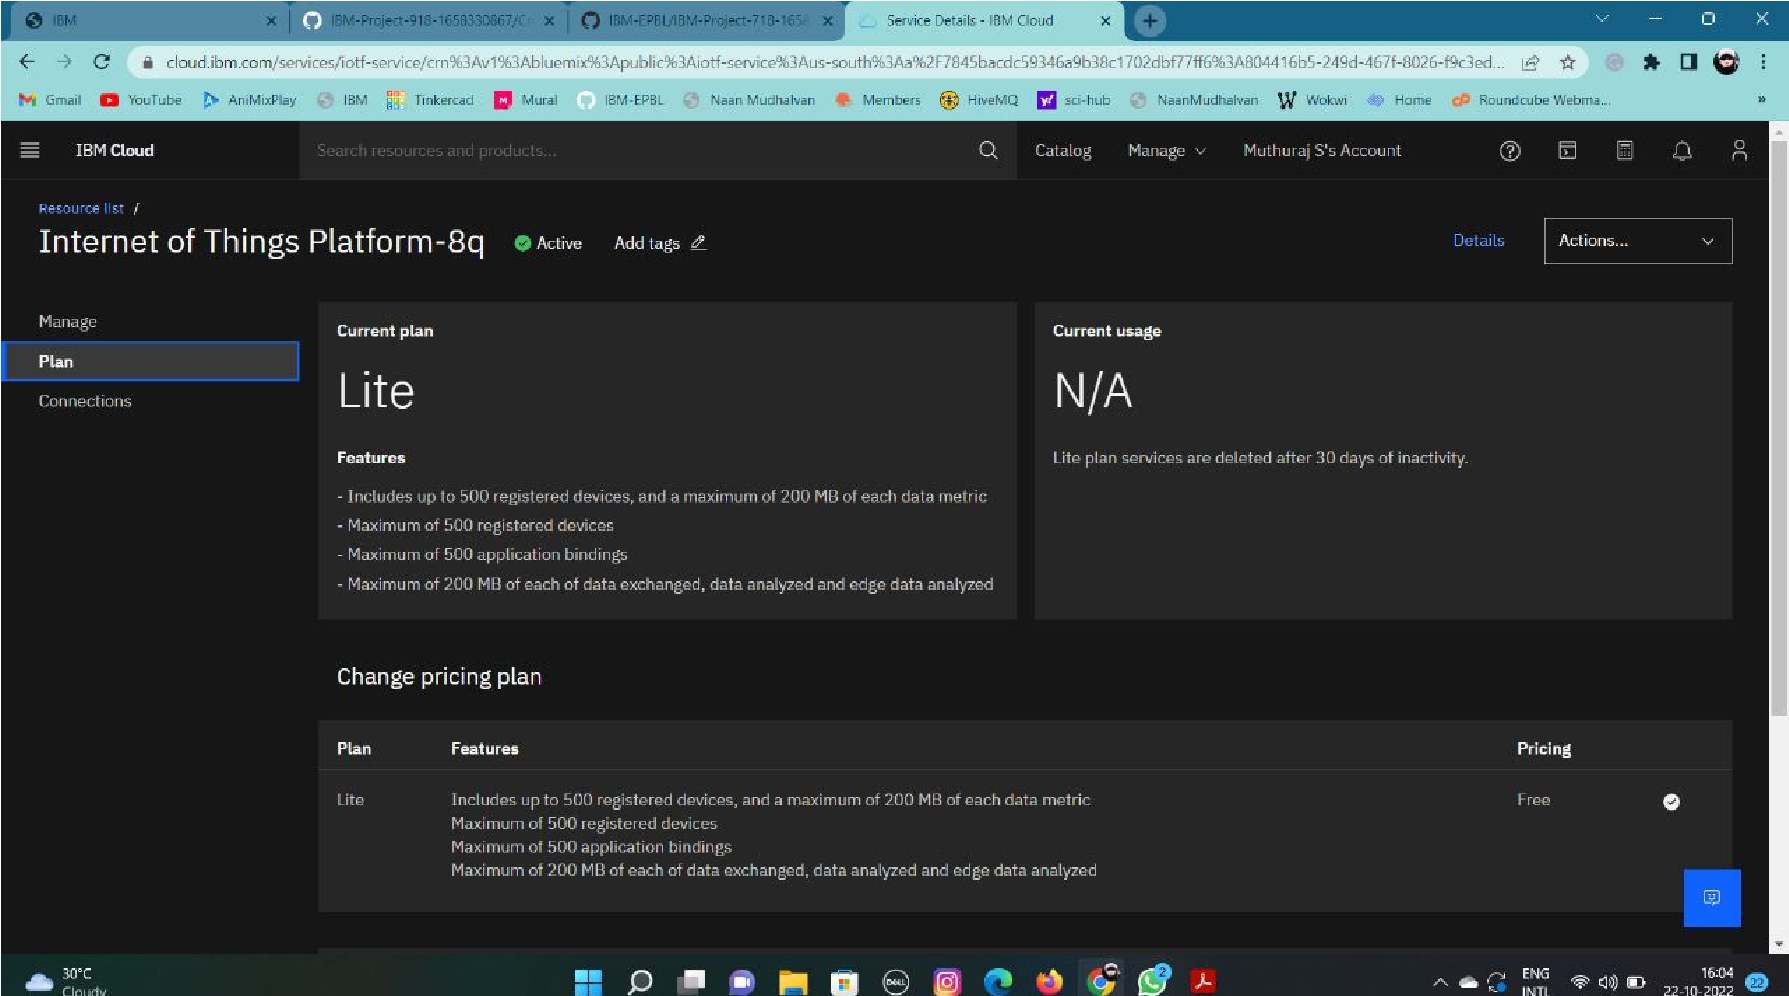 IBM
IBM-Project-918-1658330867/Cr
IBM-EPBL/IBM-Project-718-1658
Service Details - IBM Cloud
cloud.ibm.com/services/iotf-service/crn%3Av1%3Abluemix%3Apublic%3Aiotf-service%3Aus-south%3Aa%2F7845bacdc59346a9b38c1702dbf77ff6%3A804416b5-249d-467f-8026-f9c3ed...
Gmail YouTube AniMixPlay IBM Tinkercad Mural IBM-EPBL Naan Mudhalvan Members HiveMQ sci-hub NaanMudhalvan Wokwi Home Roundcube Webma... »
IBM Cloud
Search resources and products...
Catalog Manage Muthuraj S's Account
Resource list /
Internet of Things Platform-8q
Active
Add tags
Details
Actions...
Manage
Plan
Connections
Current plan
Lite
Features
- Includes up to 500 registered devices, and a maximum of 200 MB of each data metric
- Maximum of 500 registered devices
- Maximum of 500 application bindings
- Maximum of 200 MB of each of data exchanged, data analyzed and edge data analyzed
Current usage
N/A
Lite plan services are deleted after 30 days of inactivity.
Change pricing plan
Plan Features Pricing
Lite
Includes up to 500 registered devices, and a maximum of 200 MB of each data metric
Maximum of 500 registered devices
Maximum of 500 application bindings
Maximum of 200 MB of each of data exchanged, data analyzed and edge data analyzed
Free
30°C
Cloudy
DELL
2
ENG
INTL
16:04
22-10-2022
22